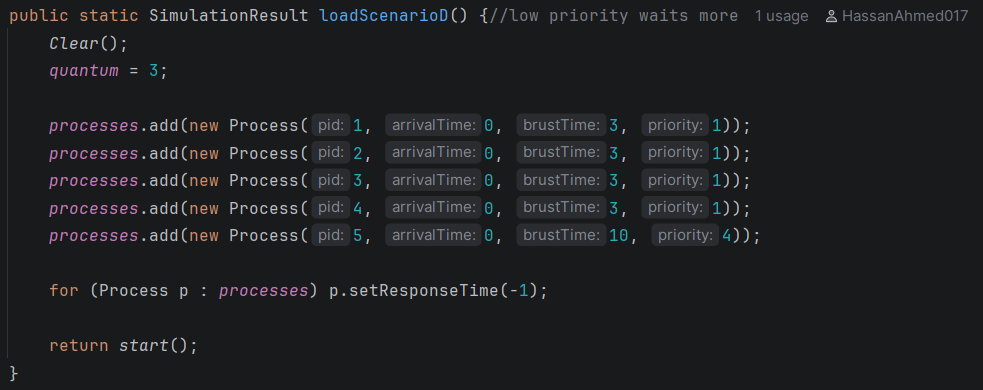 public static SimulationResult loadScenarioD() {//low priority waits more 1 usage HassanAhmed017
Clear();
quantum = 3;
processes.add(new Process( pid: 1, arrivalTime: 0, brustTime: 3, priority: 1));
processes.add(new Process( pid: 2, arrivalTime: 0, brustTime: 3, priority: 1));
processes.add(new Process( pid: 3, arrivalTime: 0, brustTime: 3, priority: 1));
processes.add(new Process( pid: 4, arrivalTime: 0, brustTime: 3, priority: 1));
processes.add(new Process( pid: 5, arrivalTime: 0, brustTime: 10, priority: 4));
for (Process p : processes) p.setResponseTime(-1);
return start();
}